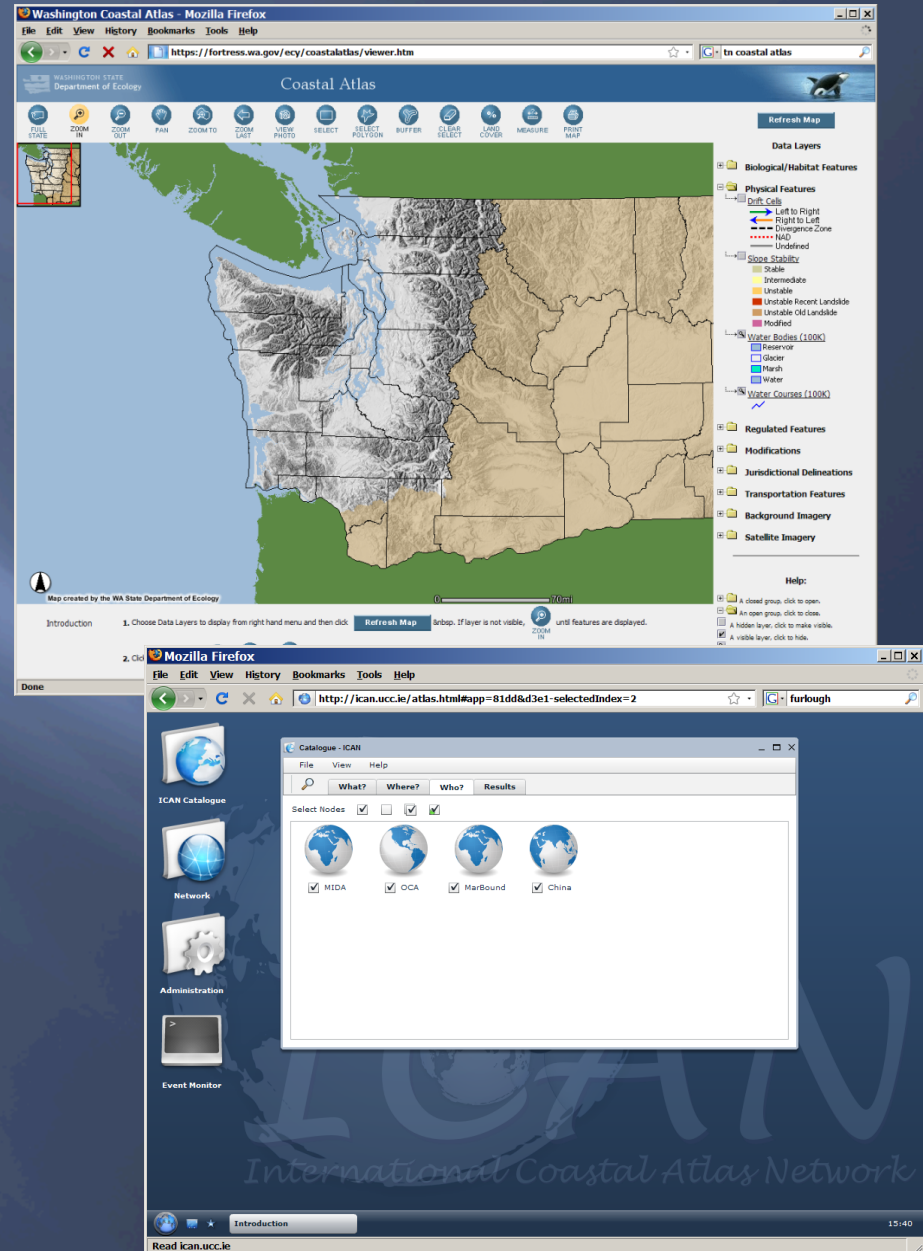 Washington Coastal Atlas - Mozilla Firefox
File Edit View History Bookmarks Tools Help
https://fortress.wa.gov/ecy/coastalatlas/viewer.htm
tn coastal atlas
WASHINGTON STATE
Department of Ecology
Coastal Atlas
FULL STATE
ZOOM IN
ZOOM OUT
PAN
ZOOM TO
ZOOM LAST
VIEW PHOTO
SELECT
SELECT POLYGON
BUFFER
CLEAR SELECT
LAND COVER
MEASURE
PRINT MAP
Refresh Map
Data Layers
Biological/Habitat Features
Physical Features
Drift Cells
Left to Right
Right to Left
Divergence Zone
NAD
Undefined
Slope Stability
Stable
Intermediate
Unstable
Unstable Recent Landslide
Unstable Old Landslide
Modified
Water Bodies (100K)
Reservoir
Glacier
Marsh
Water
Water Courses (100K)
Regulated Features
Modifications
Jurisdictional Delineations
Transportation Features
Background Imagery
Satellite Imagery
Help:
A closed group, click to open.
An open group, click to close.
A hidden layer, click to make visible.
A visible layer, click to hide.
Map created by the WA State Department of Ecology
0 70mi
Introduction
1. Choose Data Layers to display from right hand menu and then click Refresh Map &nbsp. If layer is not visible, ZOOM IN until features are displayed.
2. Clic
Done
Mozilla Firefox
File Edit View History Bookmarks Tools Help
http://ican.ucc.ie/atlas.html#app=81dd&d3e1-selectedIndex=2
furlough
ICAN Catalogue
Network
Administration
>
Event Monitor
Catalogue - ICAN
File View Help
What? Where? Who? Results
Select Nodes
MIDA OCA MarBound China
ICAN
International Coastal Atlas Network
Introduction
15:40
Read ican.ucc.ie